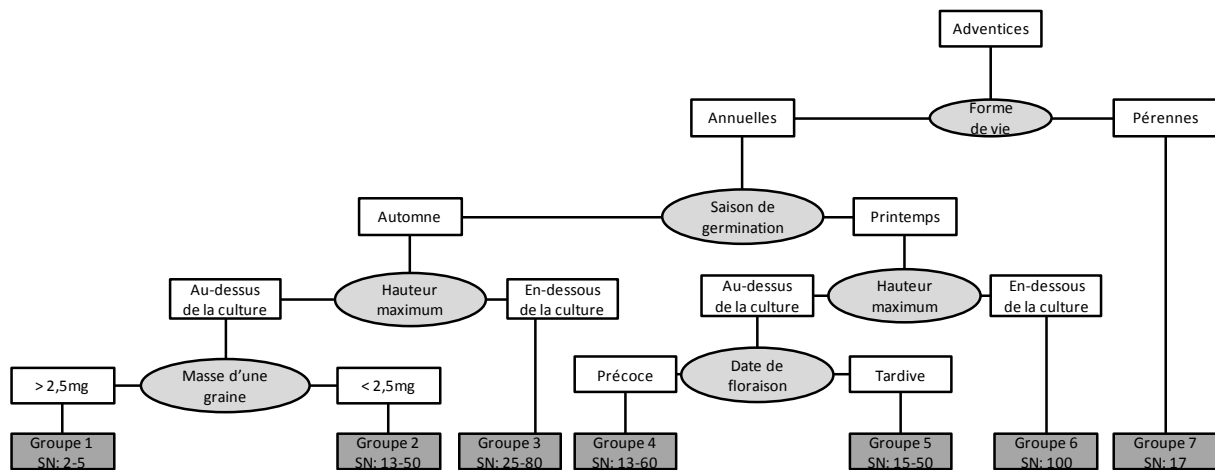 Adventices
Forme
de vie
Annuelles
Pérennes
Saison de
germination
Automne
Printemps
Hauteur
maximum
Au-dessus
de la culture
En-dessous
de la culture
Hauteur
maximum
Au-dessus
de la culture
En-dessous
de la culture
Masse d’une
graine
> 2,5mg
< 2,5mg
Date de
floraison
Précoce
Tardive
Groupe 1
SN: 2-5
Groupe 2
SN: 13-50
Groupe 3
SN: 25-80
Groupe 4
SN: 13-60
Groupe 5
SN: 15-50
Groupe 6
SN: 100
Groupe 7
SN: 17